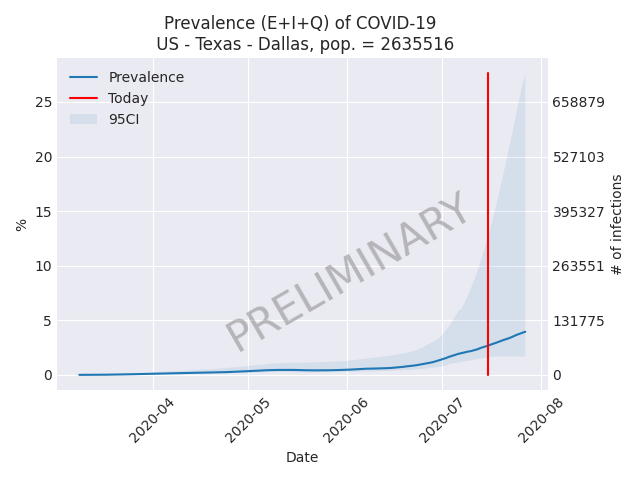 Prevalence (E+I+Q) of COVID-19
US - Texas - Dallas, pop. = 2635516
Prevalence
Today
95CI
25
20
15
10
5
0
%
658879
527103
395327
263551
131775
0
# of infections
PRELIMINARY
2020-04
2020-05
2020-06
2020-07
2020-08
Date